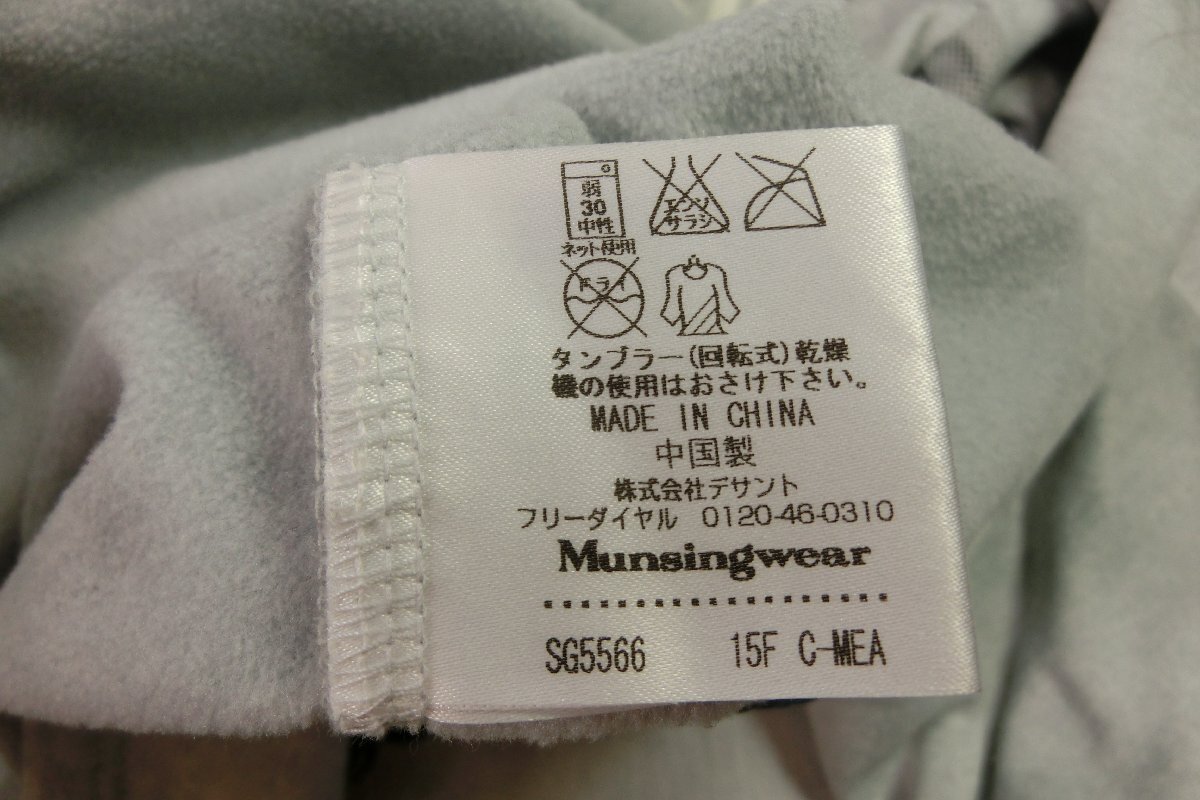 弱
30
中性
ネット使用
エンソ
サラシ
ドライ
タンブラー(回転式)乾燥
機の使用はおさけ下さい。
MADE IN CHINA
中国製
株式会社デサント
フリーダイヤル 0120-46-0310
Munsingwear
SG5566 15F C-MEA